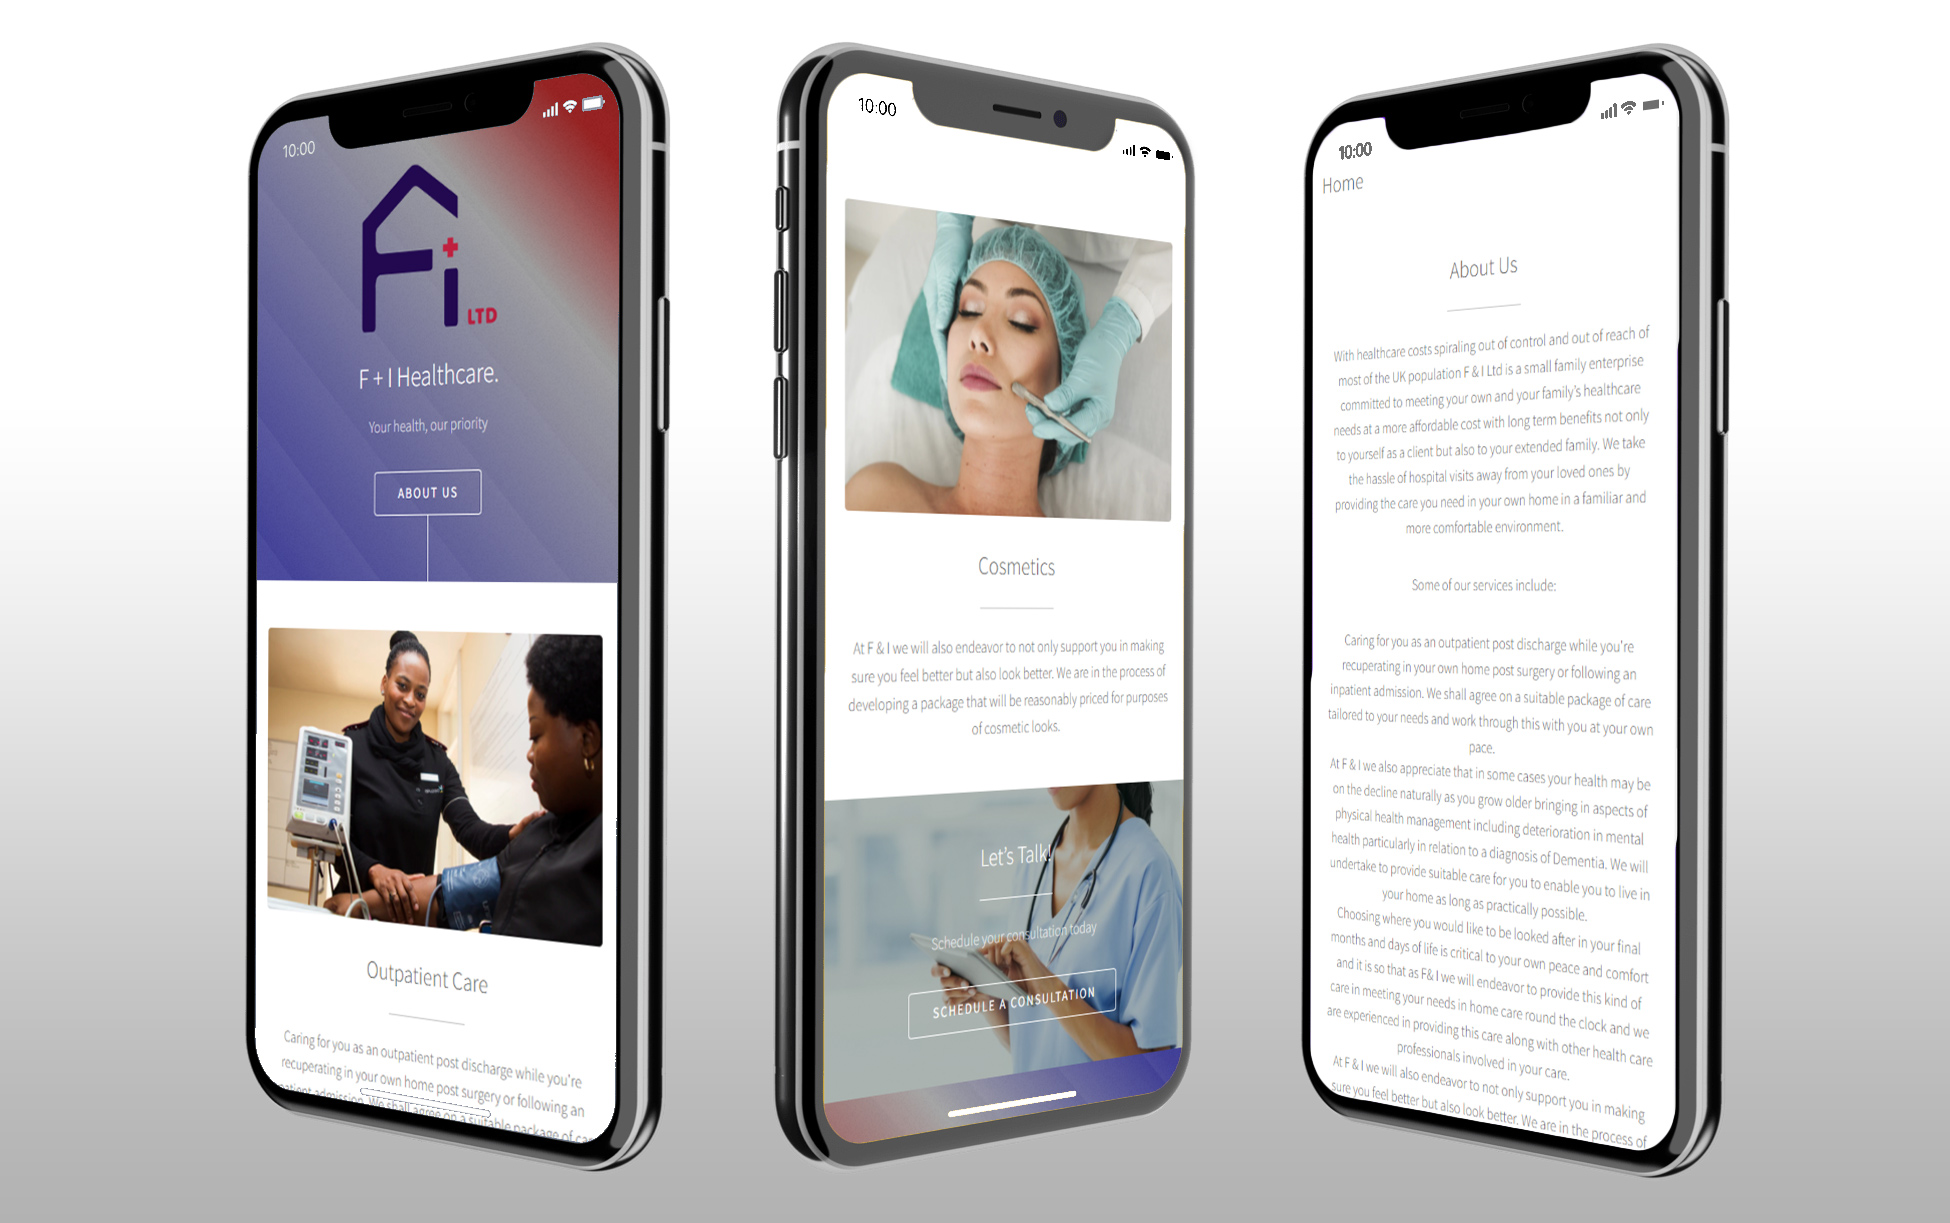 10:00
Fi
LTD
F + I Healthcare.
Your health, our priority
ABOUT US
Outpatient Care
Caring for you as an outpatient post discharge while you're
recuperating in your own home post surgery or following an
patient admission. We shall agree on a suitable package of car
10:00
Cosmetics
At F & I we will also endeavor to not only support you in making
sure you feel better but also look better. We are in the process of
developing a package that will be reasonably priced for purposes
of cosmetic looks.
Let's Talk!
Schedule your consultation today
SCHEDULE A CONSULTATION
10:00
Home
About Us
With healthcare costs spiraling out of control and out of reach of
most of the UK population F & I Ltd is a small family enterprise
committed to meeting your own and your family's healthcare
needs at a more affordable cost with long term benefits not only
to yourself as a client but also to your extended family. We take
the hassle of hospital visits away from your loved ones by
providing the care you need in your own home in a familiar and
more comfortable environment.
Some of our services include:
Caring for you as an outpatient post discharge while you're
recuperating in your own home post surgery or following an
inpatient admission. We shall agree on a suitable package of care
tailored to your needs and work through this with you at your own
pace.
At F & I we also appreciate that in some cases your health may be
on the decline naturally as you grow older bringing in aspects of
physical health management including deterioration in mental
health particularly in relation to a diagnosis of Dementia. We will
undertake to provide suitable care for you to enable you to live in
your home as long as practically possible.
Choosing where you would like to be looked after in your final
months and days of life is critical to your own peace and comfort
and it is so that as F& I we will endeavor to provide this kind of
care in meeting your needs in home care round the clock and we
are experienced in providing this care along with other health care
professionals involved in your care.
At F & I we will also endeavor to not only support you in making
sure you feel better but also look better. We are in the process of